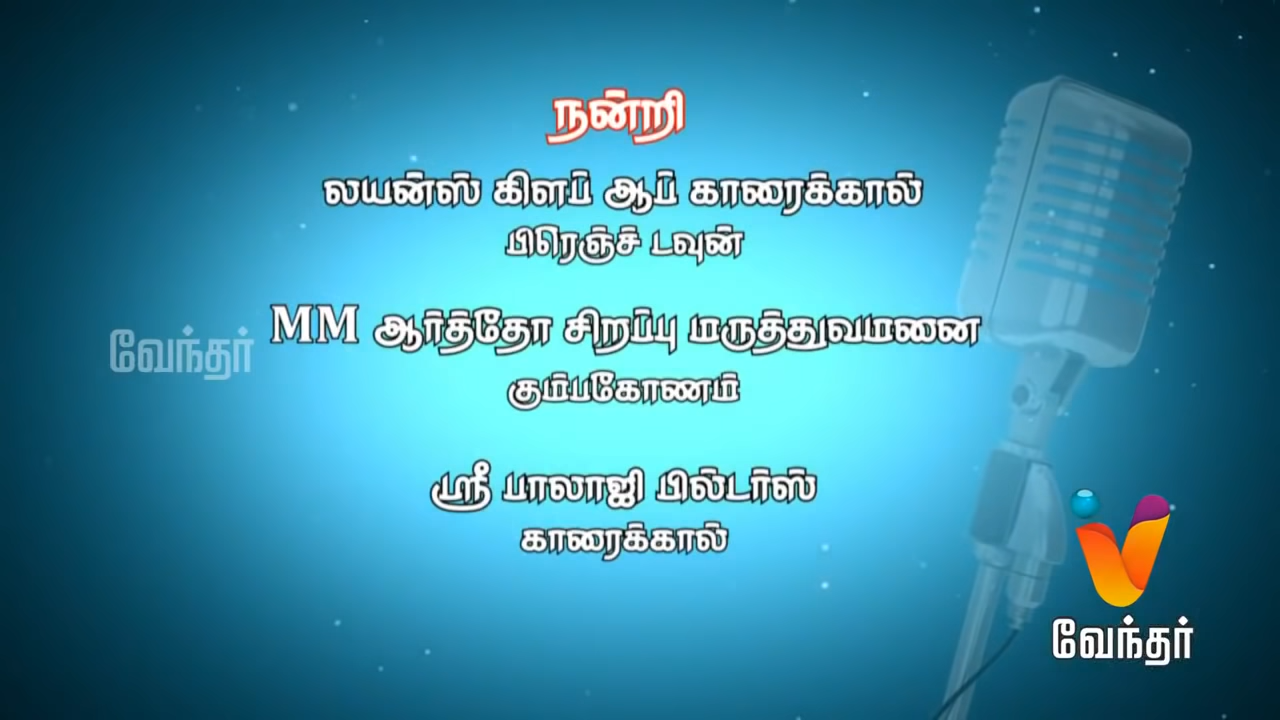 நன்றி
லயன்ஸ் கிளப் ஆப் காரைக்கால்
பிரெஞ்ச் டவுன்
MM ஆர்த்தோ சிறப்பு மருத்துவமனை
கும்பகோணம்
ஸ்ரீ பாலாஜி பில்டர்ஸ்
காரைக்கால்
வேந்தர்
வேந்தர்